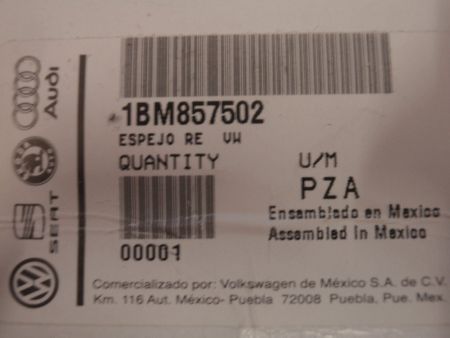 Audi
SEAT
1BM857502
ESPEJO RE VW
QUANTITY
U/M
PZA
00001
Ensamblado en Mexico
Assambled In Mexico
Comercializado por: Volkswagen de México S.A. de C.V.
Km. 116 Aut. México- Puebla 72008 Puebla, Pue. Mex.